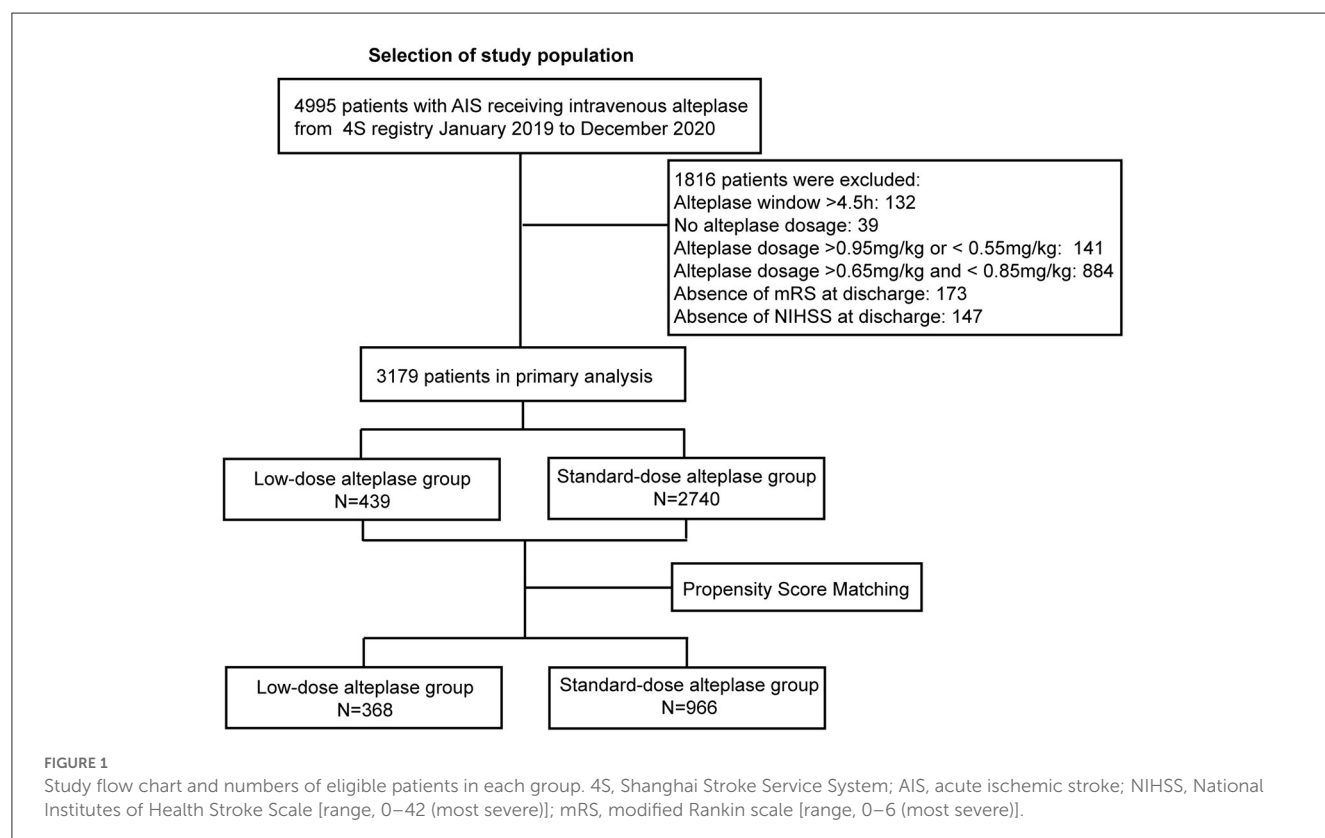 Selection of study population
4995 patients with AIS receiving intravenous alteplase
from 4S registry January 2019 to December 2020
1816 patients were excluded:
Alteplase window >4.5h: 132
No alteplase dosage: 39
Alteplase dosage >0.95mg/kg or < 0.55mg/kg: 141
Alteplase dosage >0.65mg/kg and < 0.85mg/kg: 884
Absence of mRS at discharge: 173
Absence of NIHSS at discharge: 147
3179 patients in primary analysis
Low-dose alteplase group
N=439
Standard-dose alteplase group
N=2740
Propensity Score Matching
Low-dose alteplase group
N=368
Standard-dose alteplase group
N=966
FIGURE 1
Study flow chart and numbers of eligible patients in each group. 4S, Shanghai Stroke Service System; AIS, acute ischemic stroke; NIHSS, National
Institutes of Health Stroke Scale [range, 0–42 (most severe)]; mRS, modified Rankin scale [range, 0–6 (most severe)].